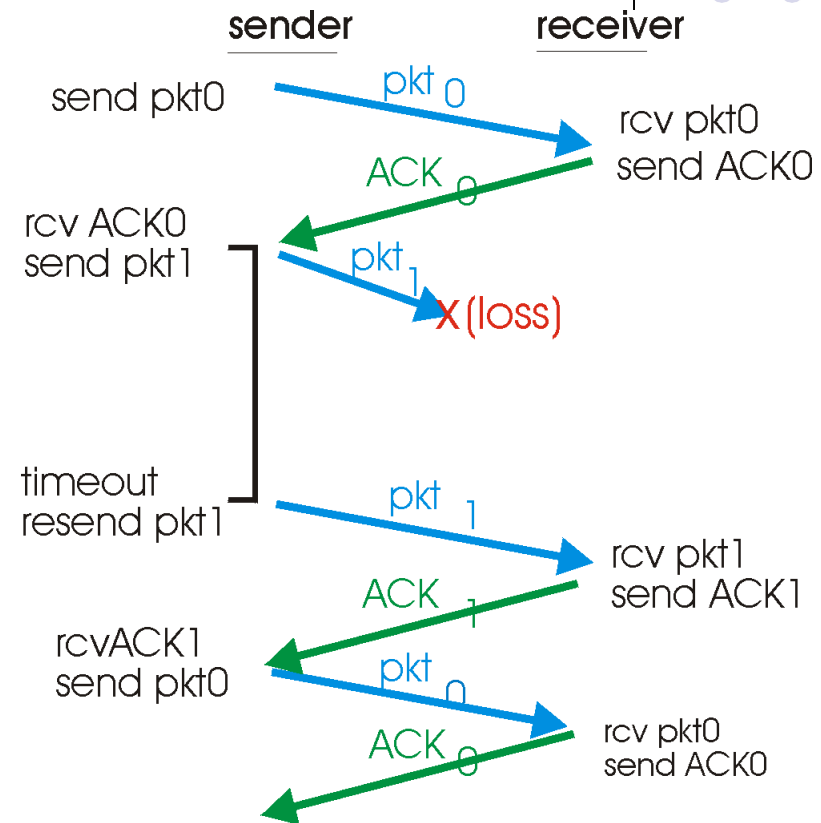 sender
receiver
send pkt0
pkt 0
rcv pkt0
send ACK0
ACK 0
rcv ACK0
send pkt1
pkt 1
X (loss)
timeout
resend pkt1
pkt 1
rcv pkt1
send ACK1
ACK 1
rcvACK1
send pkt0
pkt 0
rcv pkt0
send ACK0
ACK 0